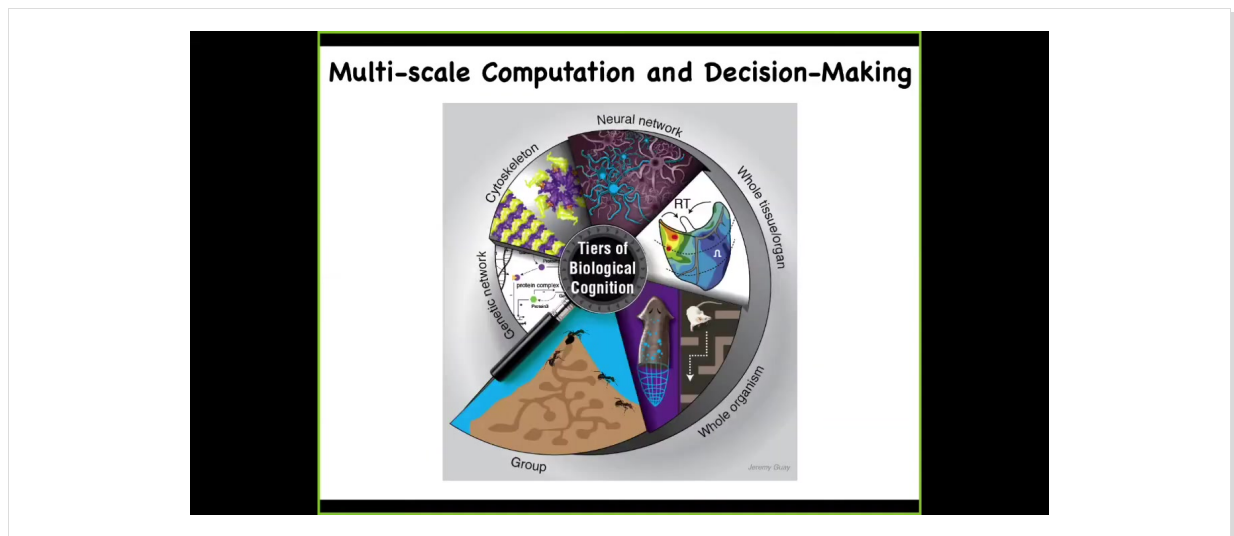 Multi-scale Computation and Decision-Making
Neural network
Cytoskeleton
Whole tissue/organ
RT
Tiers of
Biological
Cognition
Genetic network
protein complex
Whole organism
Group
Jeremy Guay